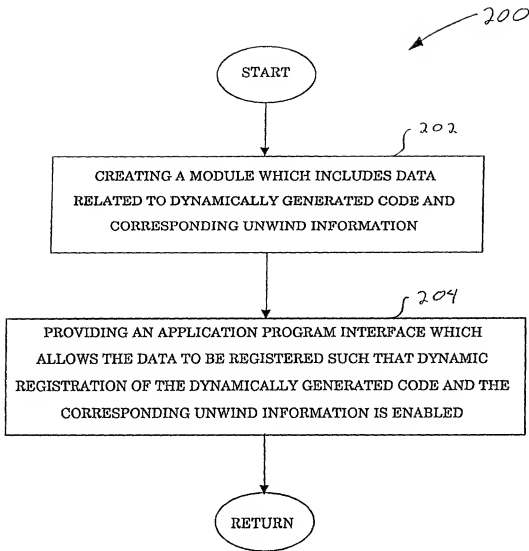 200
START
202
CREATING A MODULE WHICH INCLUDES DATA
RELATED TO DYNAMICALLY GENERATED CODE AND
CORRESPONDING UNWIND INFORMATION
204
PROVIDING AN APPLICATION PROGRAM INTERFACE WHICH
ALLOWS THE DATA TO BE REGISTERED SUCH THAT DYNAMIC
REGISTRATION OF THE DYNAMICALLY GENERATED CODE AND THE
CORRESPONDING UNWIND INFORMATION IS ENABLED
RETURN